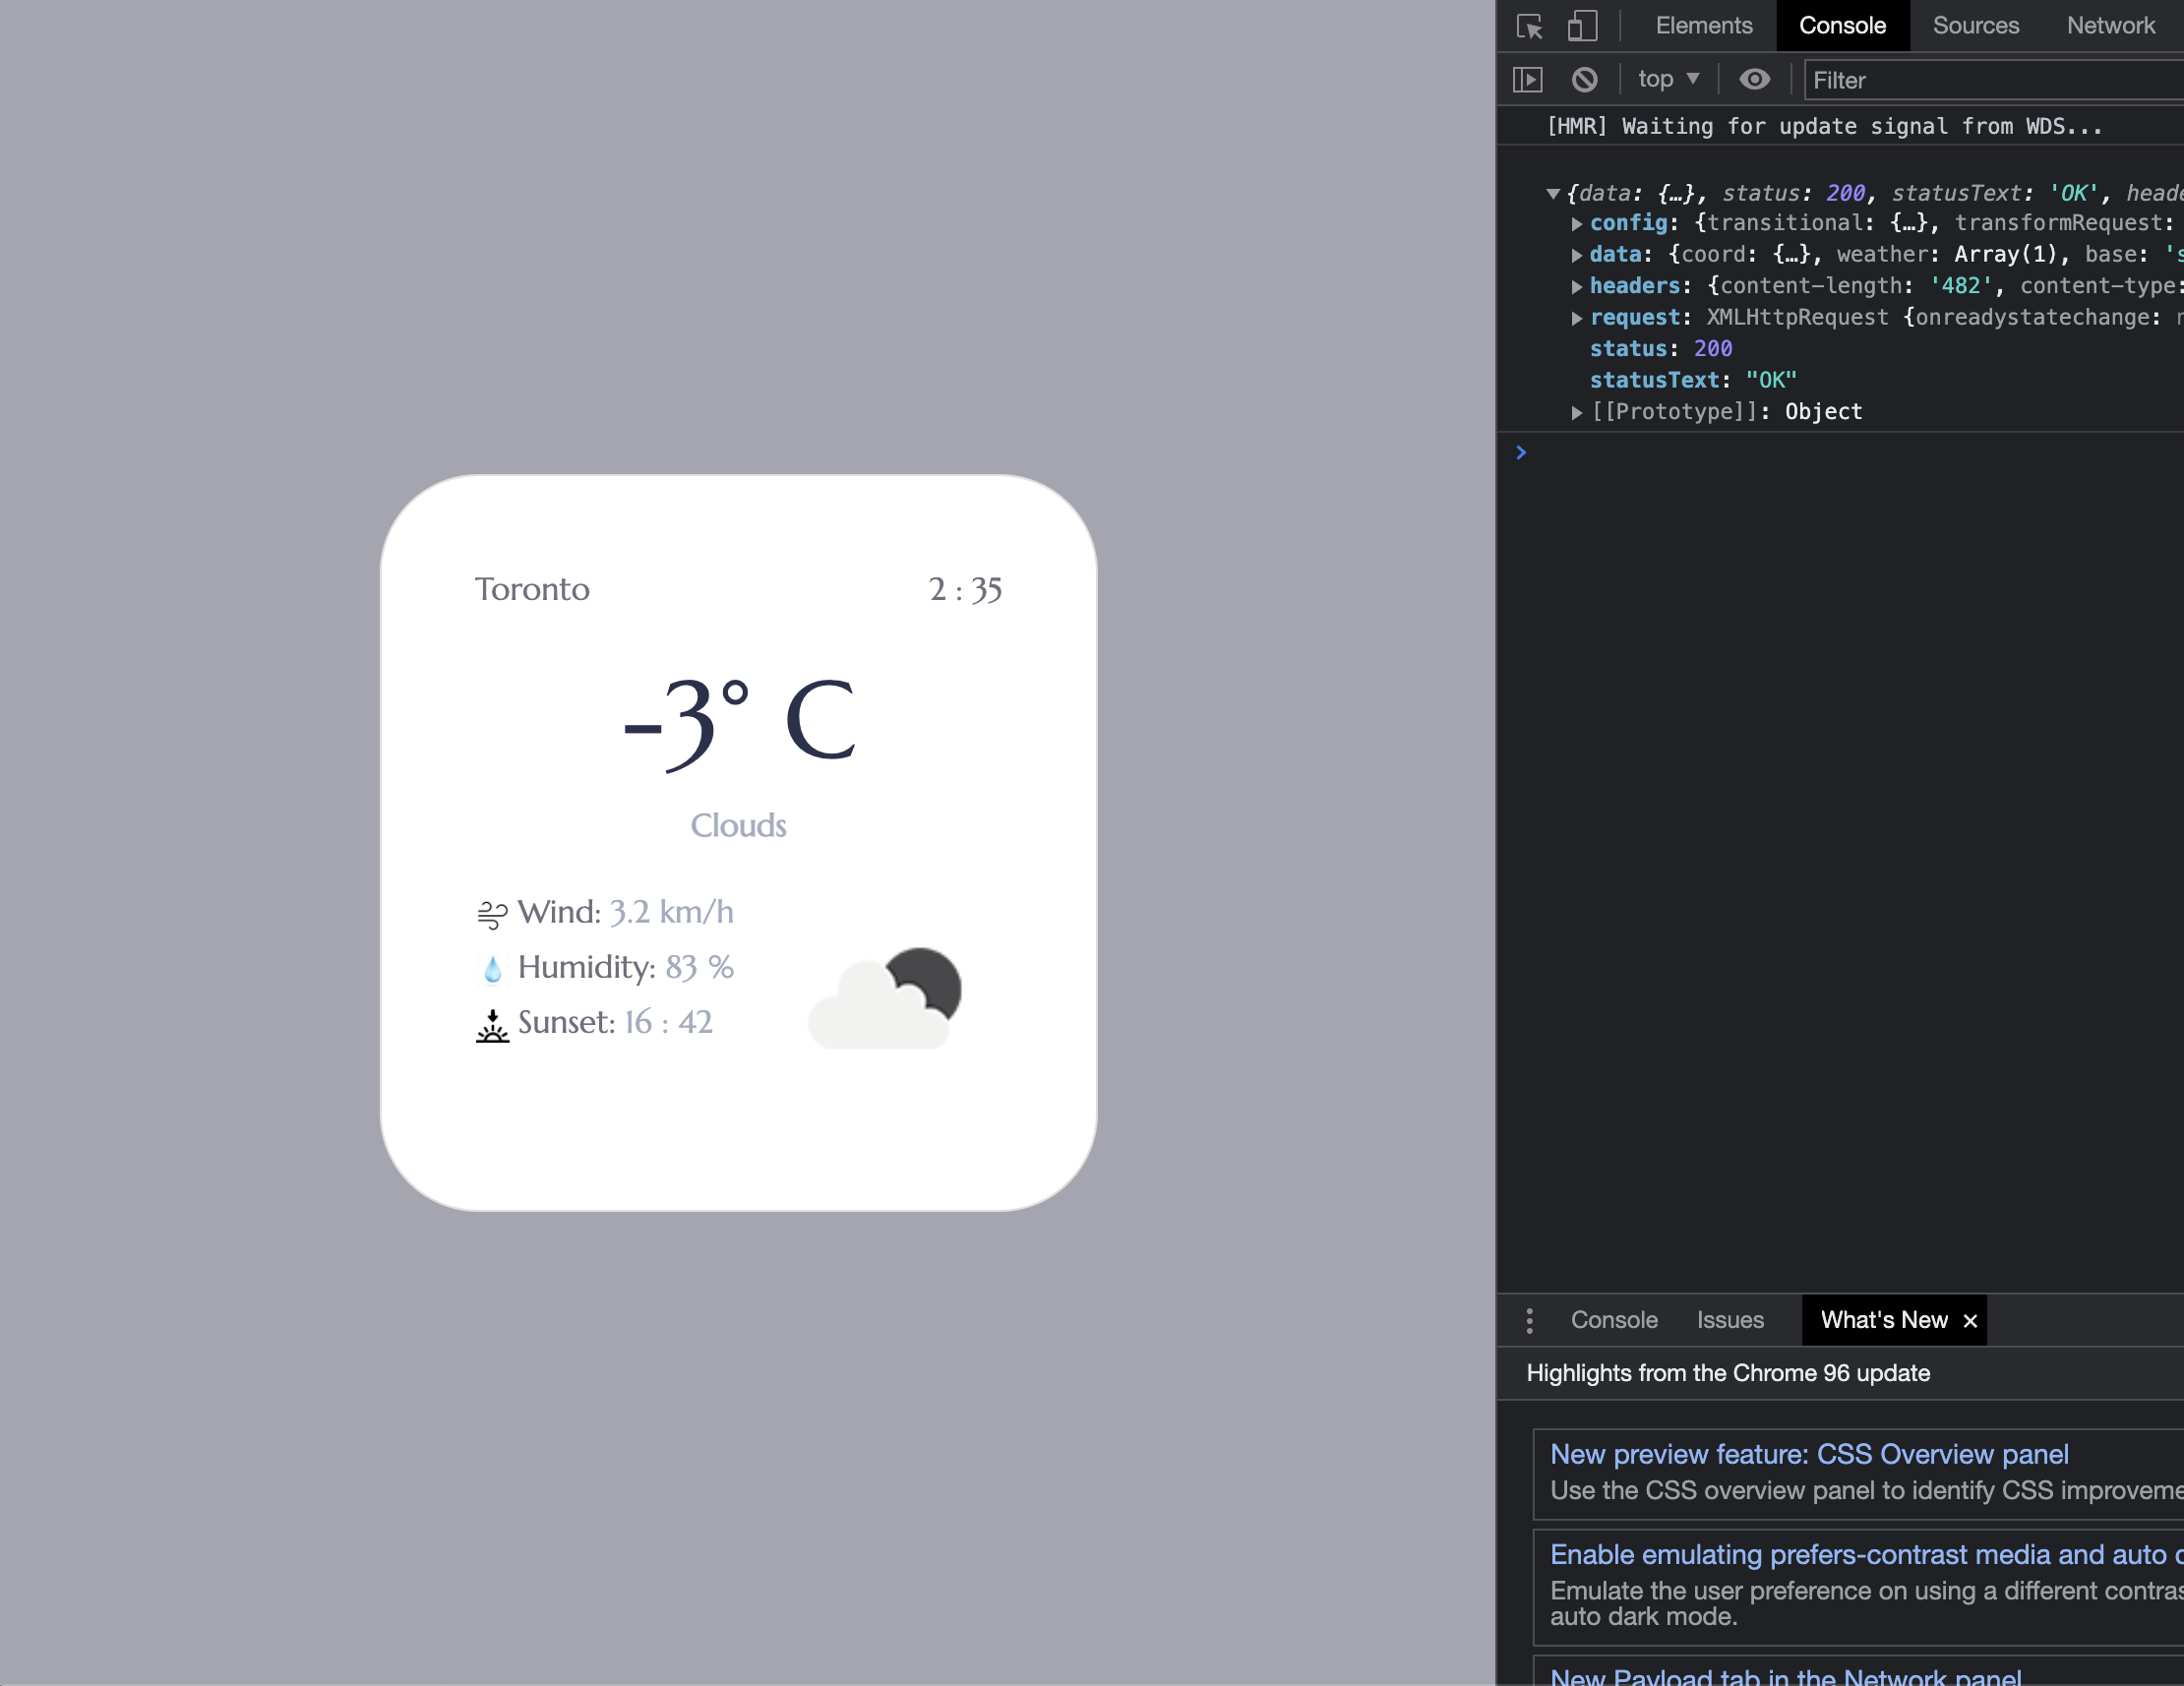 Toronto
2 : 35
-3° C
Clouds
Wind: 3.2 km/h
Humidity: 83 %
Sunset: 16 : 42
Elements Console Sources Network
top Filter
[HMR] Waiting for update signal from WDS...
{data: {…}, status: 200, statusText: 'OK', heade
config: {transitional: {…}, transformRequest:
data: {coord: {…}, weather: Array(1), base: 's
headers: {content-length: '482', content-type:
request: XMLHttpRequest {onreadystatechange: n
status: 200
statusText: "OK"
[[Prototype]]: Object
Console Issues What's New
Highlights from the Chrome 96 update
New preview feature: CSS Overview panel
Use the CSS overview panel to identify CSS improveme
Enable emulating prefers-contrast media and auto
Emulate the user preference on using a different contras
auto dark mode.
New Payload tab in the Network panel